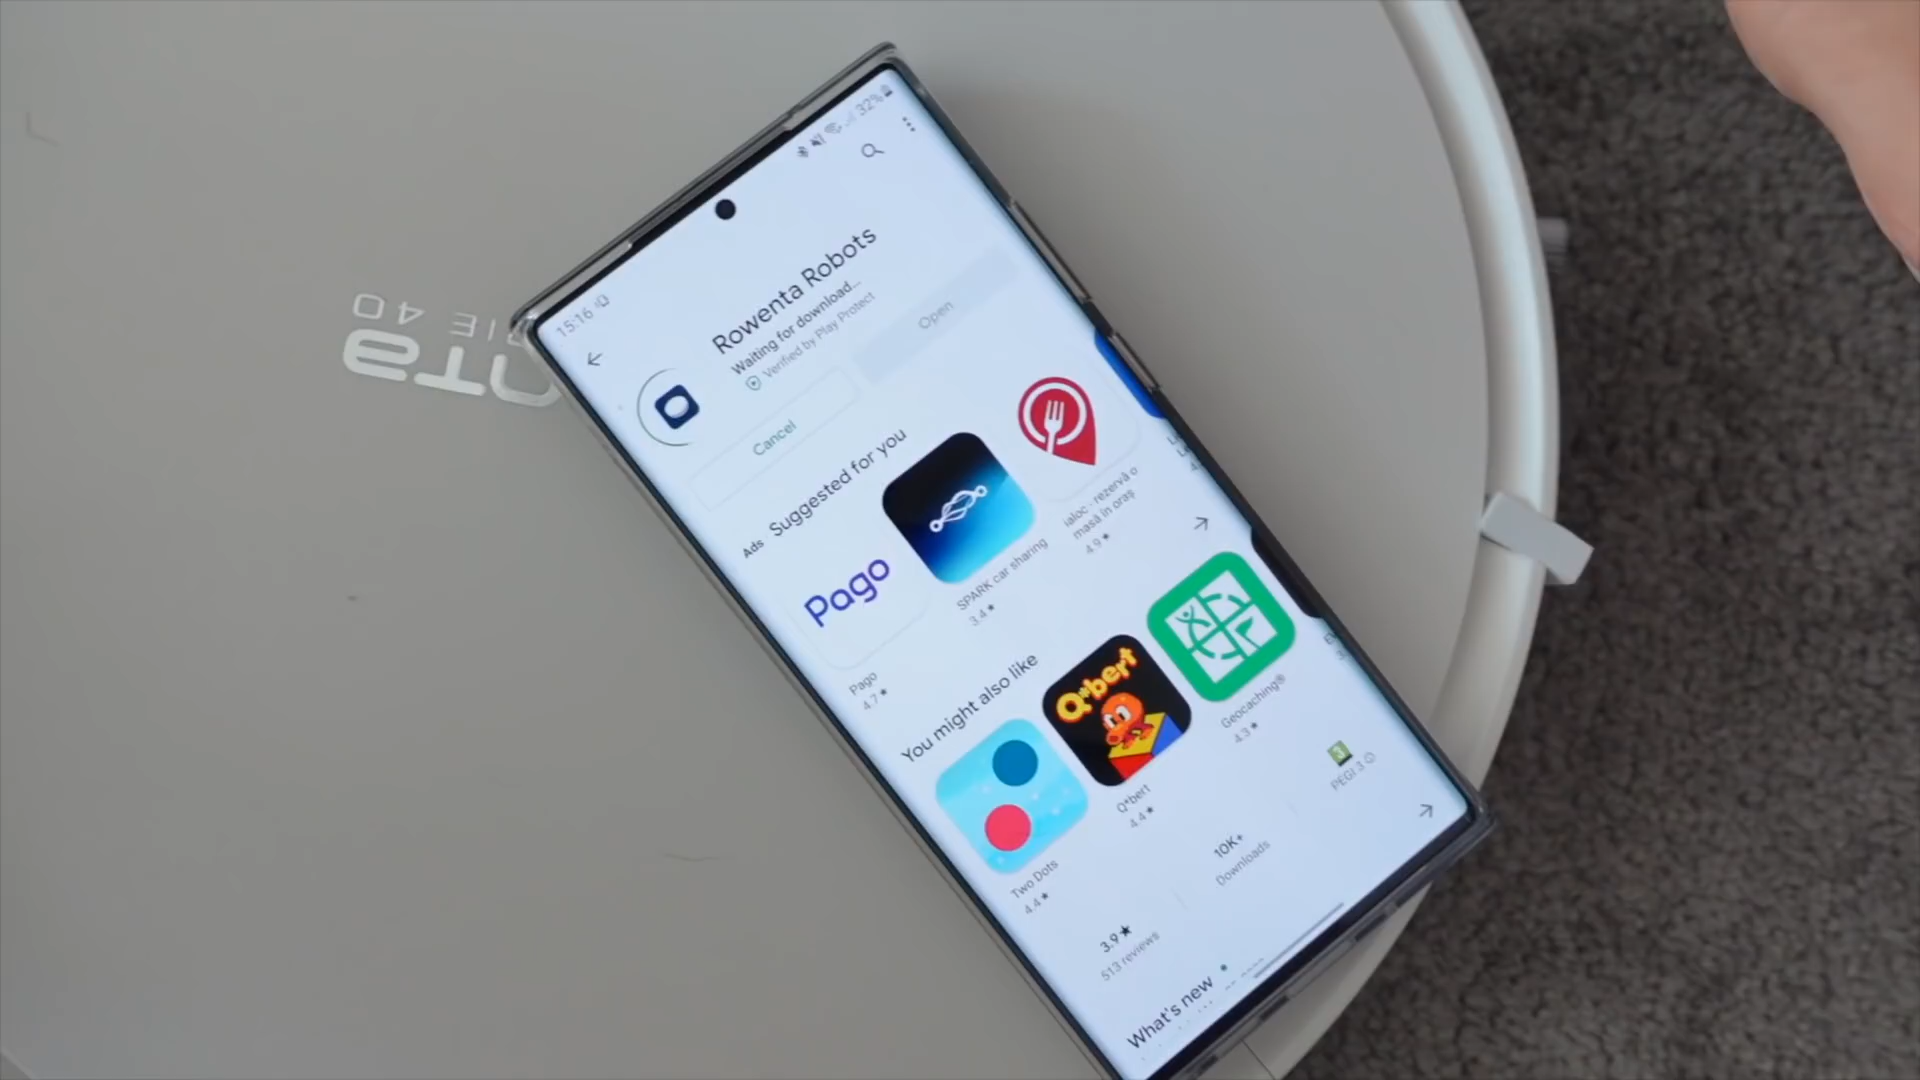 15:16
32%
Rowenta Robots
Waiting for download...
Verified by Play Protect
Cancel
Open
Ads
Suggested for you
Pago
Pago
4.7★
SPARK car sharing
3.4★
ialoc - rezervă o
masă în oraș
4.9★
You might also like
Two Dots
4.4★
Q*bert
Q*bert
4.4★
Geocaching®
4.3★
3.9★
513 reviews
10K+
Downloads
3
PEGI 3
What's new
40